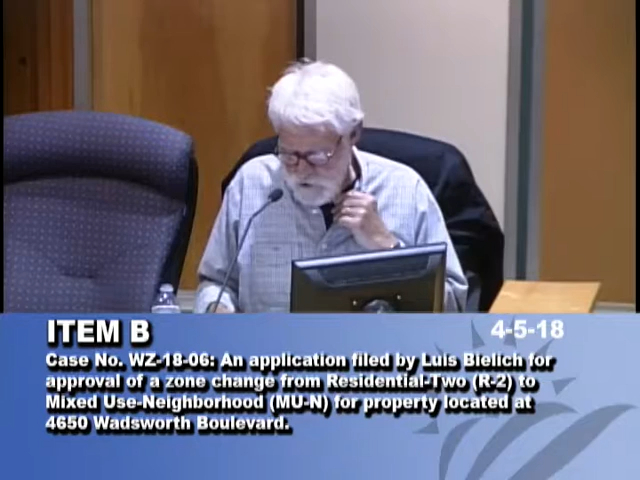 ITEM B 4-5-18
Case No. WZ-18-06: An application filed by Luis Bielich for
approval of a zone change from Residential-Two (R-2) to
Mixed Use-Neighborhood (MU-N) for property located at
4650 Wadsworth Boulevard.